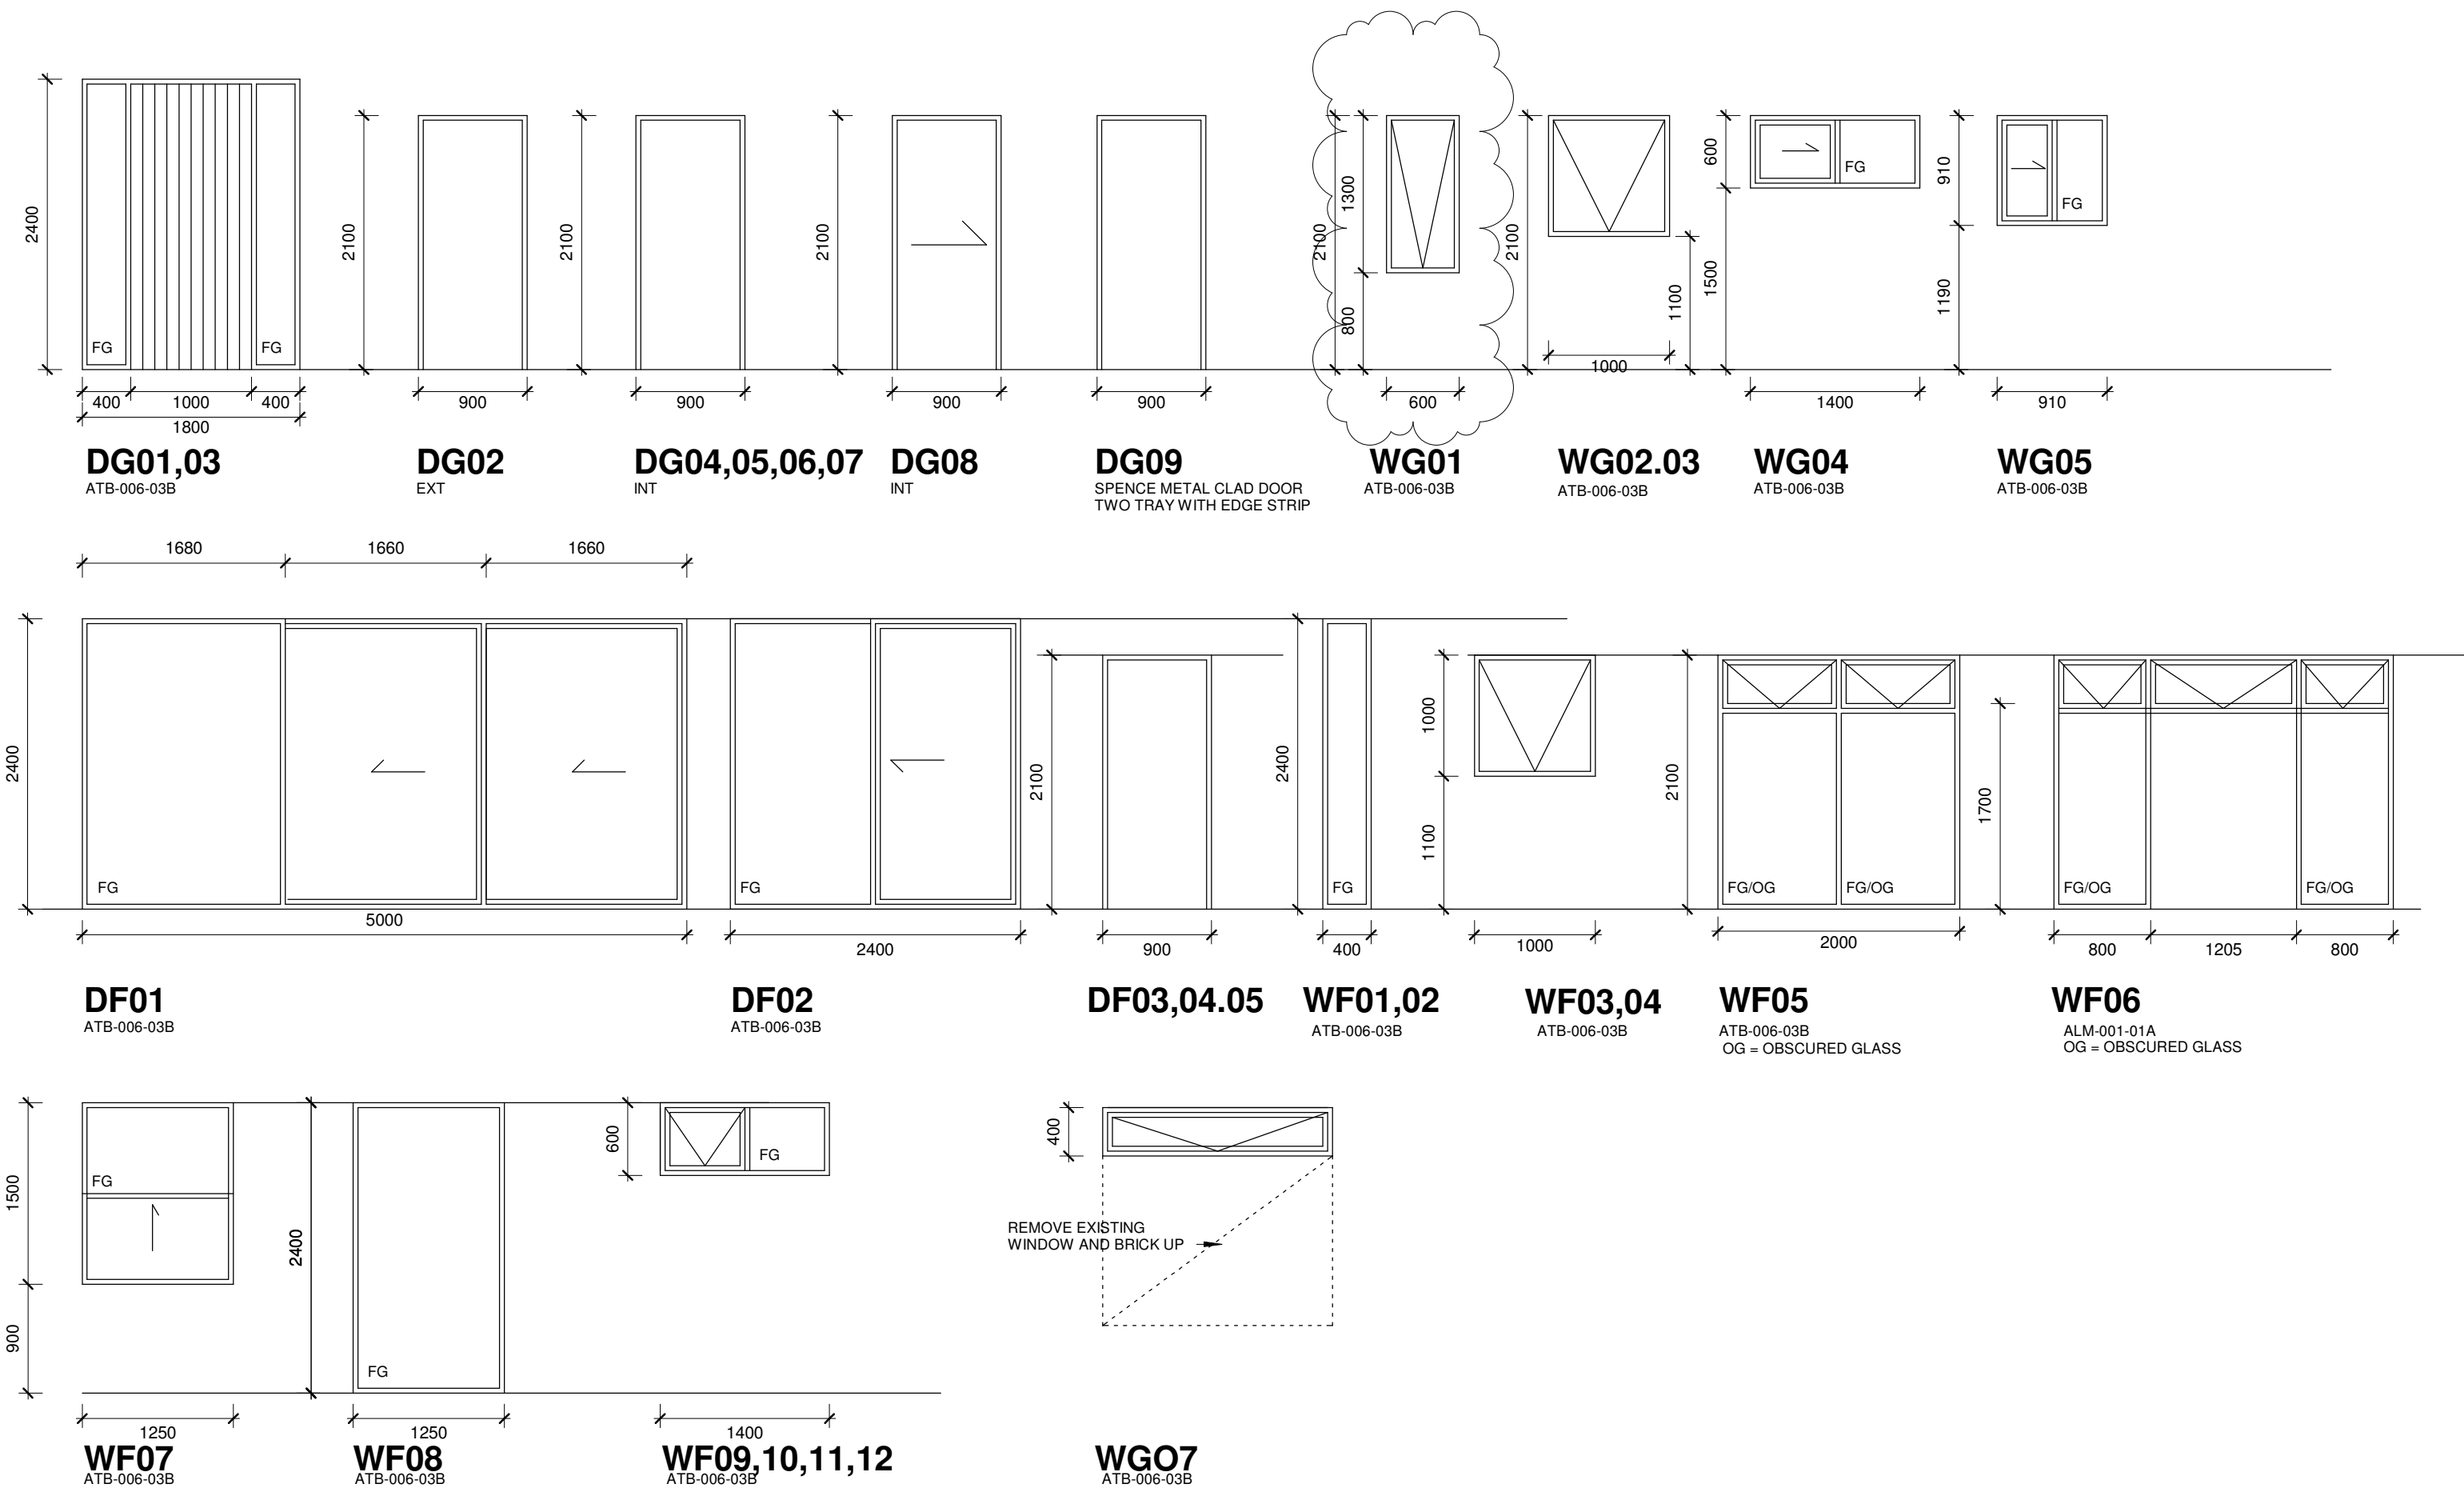 2400
FG
FG
400
1000
400
1800
DG01,03
ATB-006-03B
2100
900
DG02
EXT
2100
900
DG04,05,06,07
INT
2100
900
DG08
INT
900
DG09
SPENCE METAL CLAD DOOR
TWO TRAY WITH EDGE STRIP
2100
1300
800
600
WG01
ATB-006-03B
2100
1000
1100
WG02.03
ATB-006-03B
600
1500
FG
1400
WG04
ATB-006-03B
910
1190
FG
910
WG05
ATB-006-03B
1680
1660
1660
2400
FG
5000
DF01
ATB-006-03B
FG
2400
DF02
ATB-006-03B
2100
900
DF03,04.05
2400
FG
400
WF01,02
ATB-006-03B
1000
1100
1000
WF03,04
ATB-006-03B
2100
FG/OG
FG/OG
2000
WF05
ATB-006-03B
OG = OBSCURED GLASS
1700
FG/OG
FG/OG
800
1205
800
WF06
ALM-001-01A
OG = OBSCURED GLASS
1500
900
FG
1250
WF07
ATB-006-03B
2400
FG
1250
WF08
ATB-006-03B
600
FG
1400
WF09,10,11,12
ATB-006-03B
400
REMOVE EXISTING
WINDOW AND BRICK UP
WGO7
ATB-006-03B